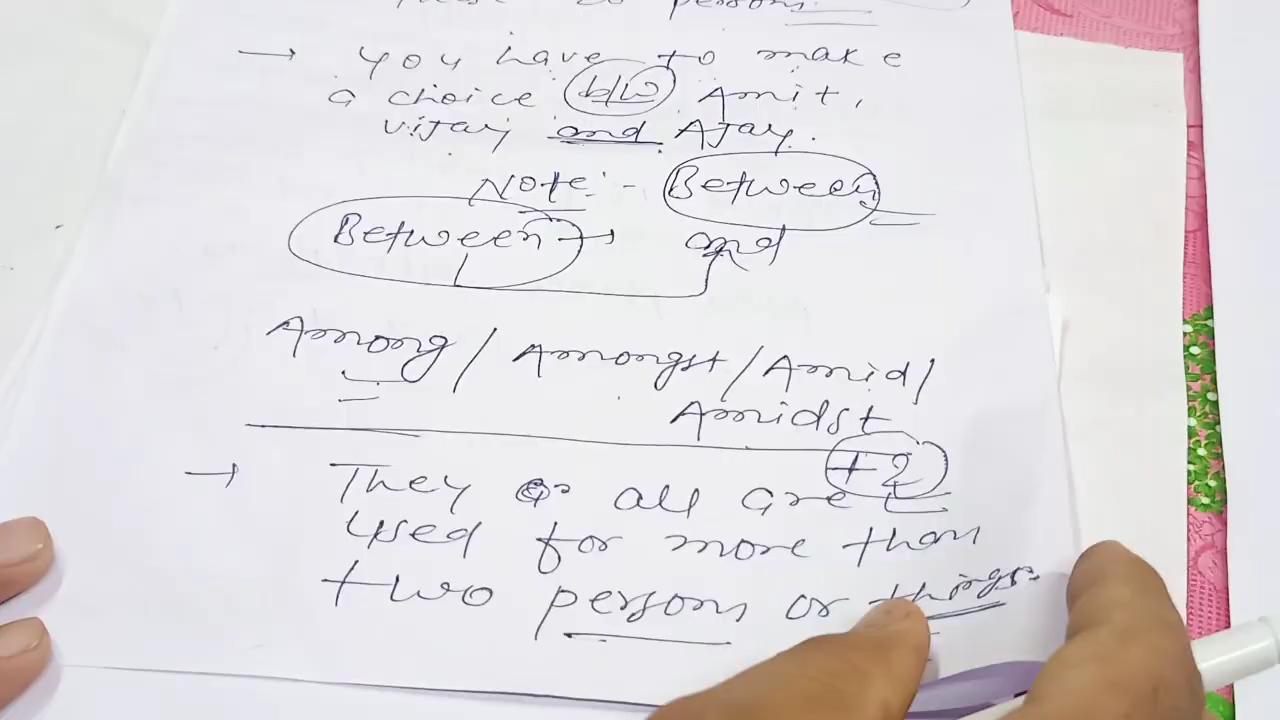 persons.
→ You have to make
a choice b/w Amit,
Vijay and Ajay.
Note:- Between
Between → and
Among/Amongst/Amid/
Amidst
+2
→ They all are
used for more than
two persons or things.